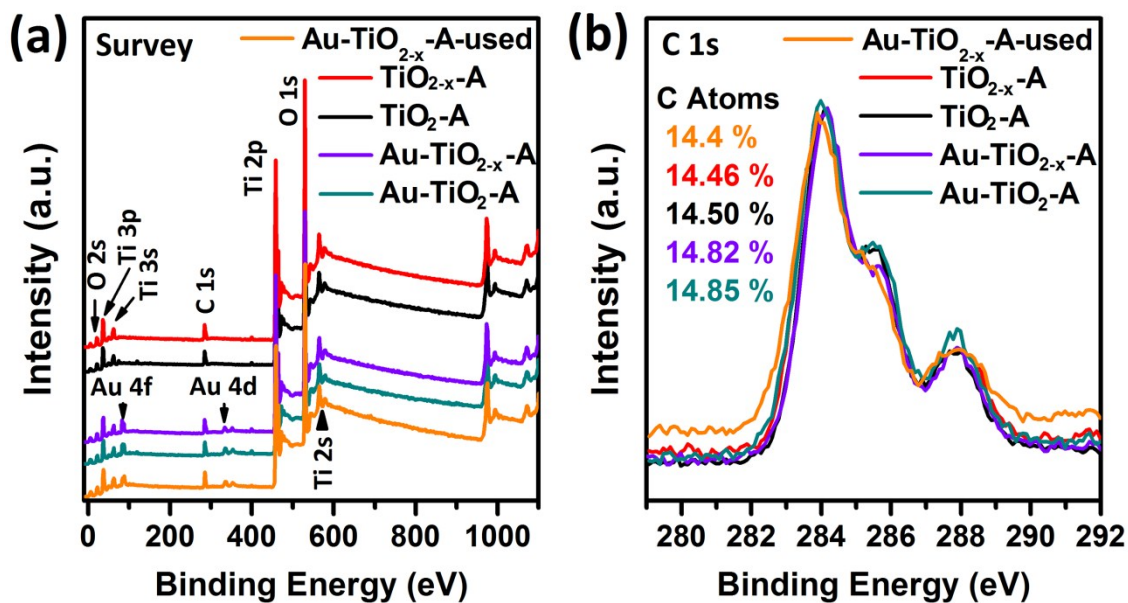 (a) Survey
Au-TiO₂₋ₓ-A-used
TiO₂₋ₓ-A
TiO₂-A
Au-TiO₂₋ₓ-A
Au-TiO₂-A
O 2s
Ti 3p
Ti 3s
C 1s
Ti 2p
O 1s
Au 4f
Au 4d
Ti 2s
Intensity (a.u.)
0 200 400 600 800 1000
Binding Energy (eV)
(b) C 1s
Au-TiO₂₋ₓ-A-used
TiO₂₋ₓ-A
TiO₂-A
Au-TiO₂₋ₓ-A
Au-TiO₂-A
C Atoms
14.4 %
14.46 %
14.50 %
14.82 %
14.85 %
Intensity (a.u.)
280 282 284 286 288 290 292
Binding Energy (eV)